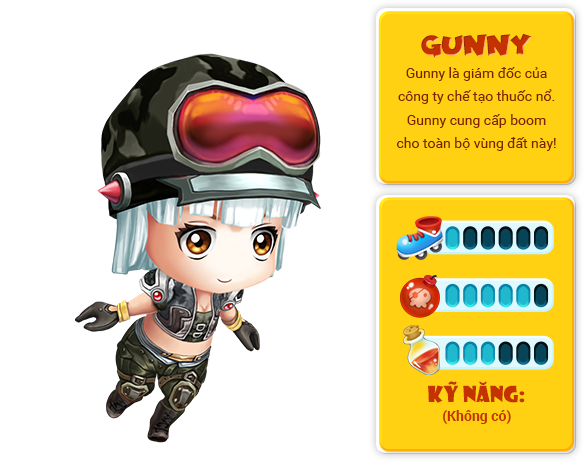 GUNNY
Gunny là giám đốc của
công ty chế tạo thuốc nổ.
Gunny cung cấp boom
cho toàn bộ vùng đất này!
KỸ NĂNG:
(Không có)